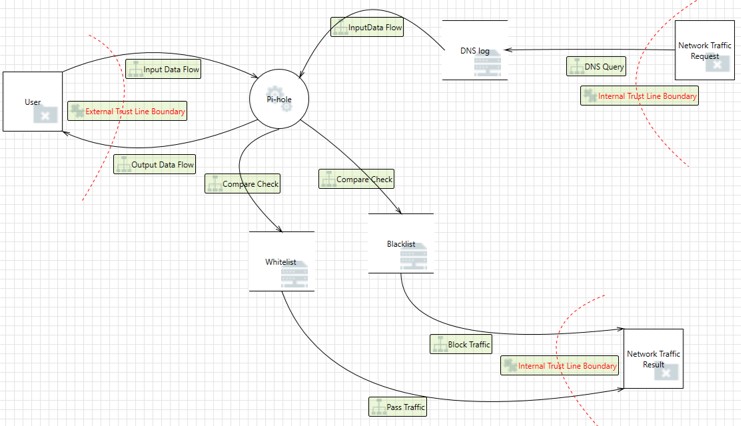 InputData Flow
DNS log
Network Traffic
Request
Input Data Flow
DNS Query
User
Pi-hole
Internal Trust Line Boundary
External Trust Line Boundary
Output Data Flow
Compare Check
Compare Check
Blacklist
Whitelist
Block Traffic
Network Traffic
Result
Internal Trust Line Boundary
Pass Traffic